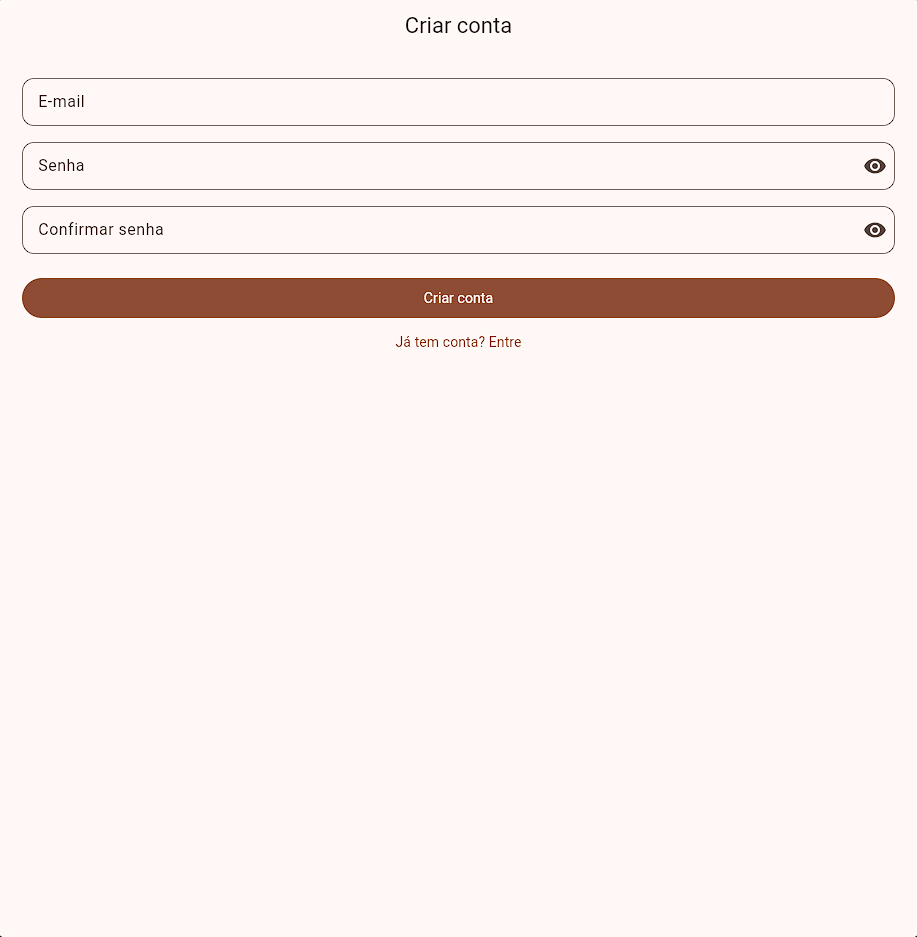 Criar conta
E-mail
Senha
Confirmar senha
Criar conta
Já tem conta? Entre